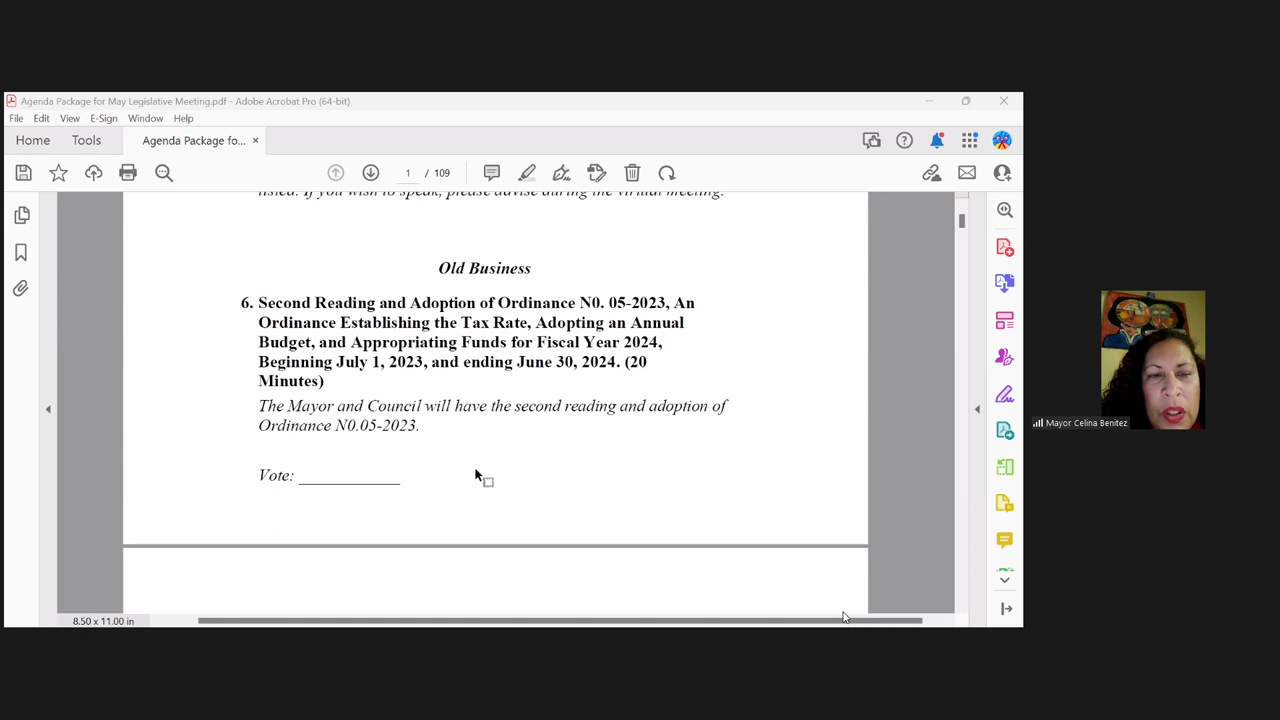 Agenda Package for May Legislative Meeting.pdf - Adobe Acrobat Pro (64-bit)
File Edit View E-Sign Window Help
Home Tools Agenda Package fo... ×
1 / 109
listed. If you wish to speak, please advise during the virtual meeting.
Old Business
6. Second Reading and Adoption of Ordinance N0. 05-2023, An
Ordinance Establishing the Tax Rate, Adopting an Annual
Budget, and Appropriating Funds for Fiscal Year 2024,
Beginning July 1, 2023, and ending June 30, 2024. (20
Minutes)
The Mayor and Council will have the second reading and adoption of
Ordinance N0.05-2023.
Vote: _____________
8.50 x 11.00 in
Mayor Celina Benitez